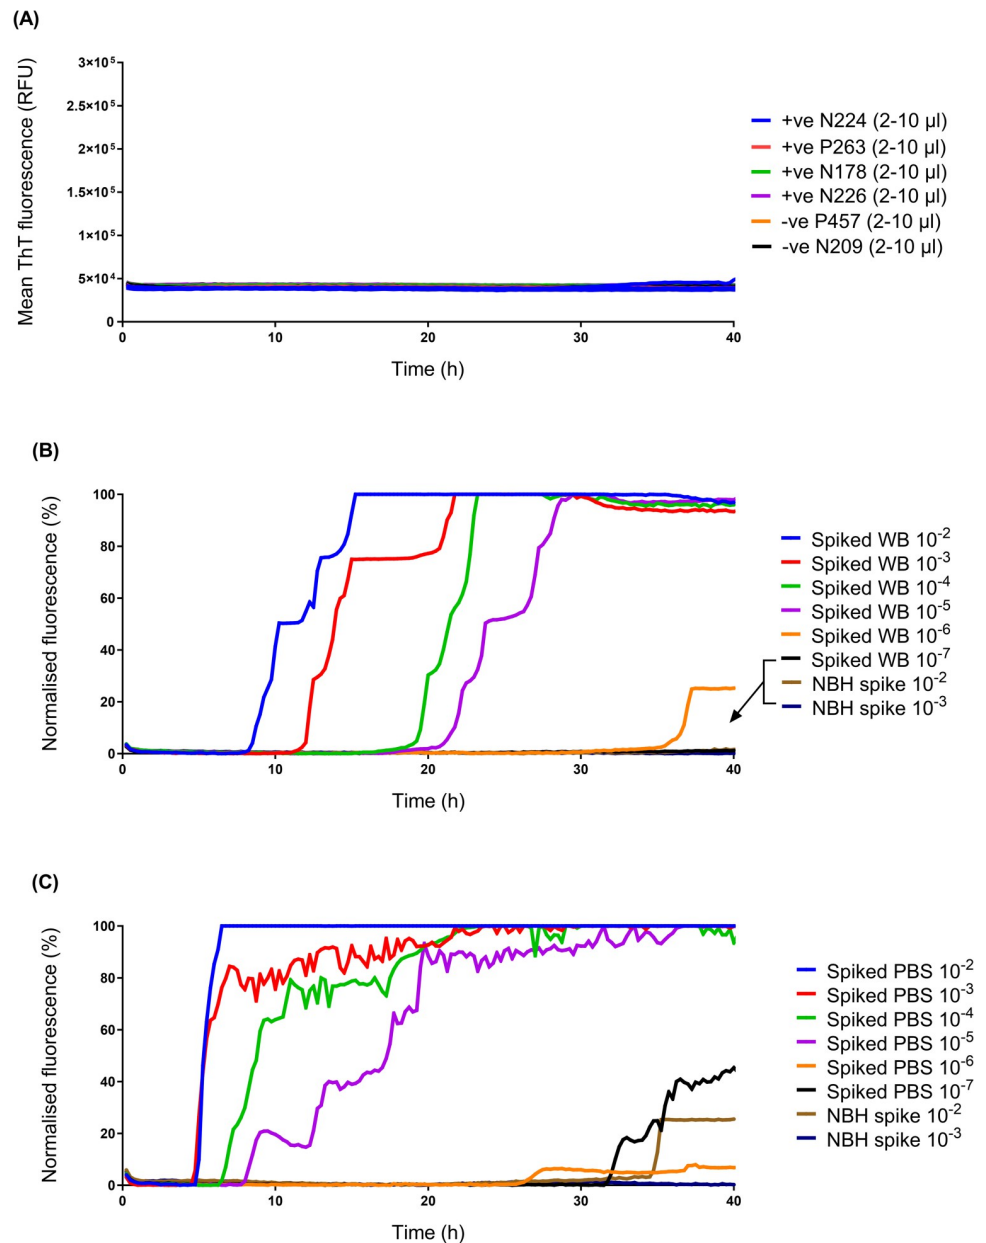 (A)
Mean ThT fluorescence (RFU)
3×10⁵
2.5×10⁵
2×10⁵
1.5×10⁵
1×10⁵
5×10⁴
0
0 10 20 30 40
Time (h)
+ve N224 (2-10 µl)
+ve P263 (2-10 µl)
+ve N178 (2-10 µl)
+ve N226 (2-10 µl)
-ve P457 (2-10 µl)
-ve N209 (2-10 µl)
(B)
Normalised fluorescence (%)
100
80
60
40
20
0
0 10 20 30 40
Time (h)
Spiked WB 10⁻²
Spiked WB 10⁻³
Spiked WB 10⁻⁴
Spiked WB 10⁻⁵
Spiked WB 10⁻⁶
Spiked WB 10⁻⁷
NBH spike 10⁻²
NBH spike 10⁻³
(C)
Normalised fluorescence (%)
100
80
60
40
20
0
0 10 20 30 40
Time (h)
Spiked PBS 10⁻²
Spiked PBS 10⁻³
Spiked PBS 10⁻⁴
Spiked PBS 10⁻⁵
Spiked PBS 10⁻⁶
Spiked PBS 10⁻⁷
NBH spike 10⁻²
NBH spike 10⁻³